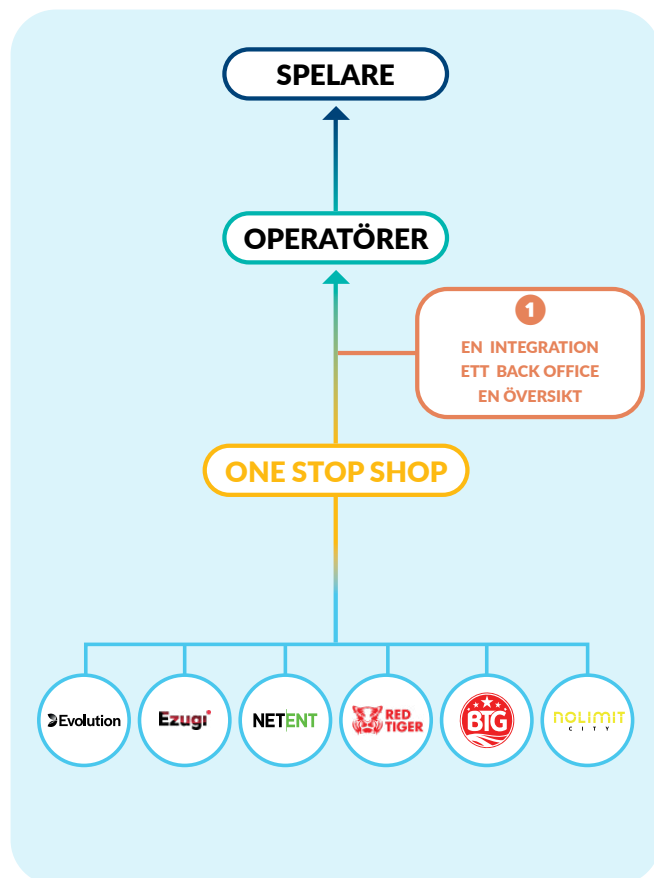 SPELARE
OPERATÖRER
1
EN INTEGRATION
ETT BACK OFFICE
EN ÖVERSIKT
ONE STOP SHOP
Evolution
Ezugi
NETENT
RED
TIGER
BTG
NOLIMIT
CITY